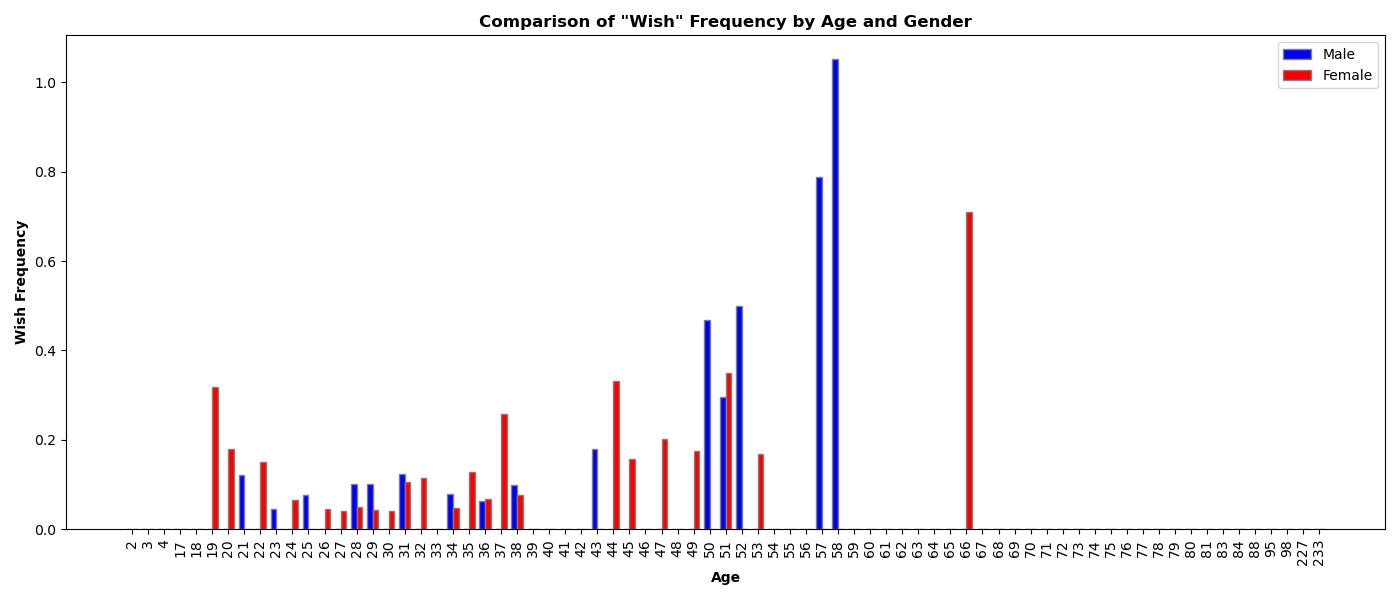 Comparison of "Wish" Frequency by Age and Gender
Male
Female
Wish Frequency
1.0
0.8
0.6
0.4
0.2
0.0
2 3 4 17 18 19 20 21 22 23 24 25 26 27 28 29 30 31 32 33 34 35 36 37 38 39 40 41 42 43 44 45 46 47 48 49 50 51 52 53 54 55 56 57 58 59 60 61 62 63 64 65 66 67 68 69 70 71 72 73 74 75 76 77 78 79 80 81 83 84 88 95 98 227 233
Age